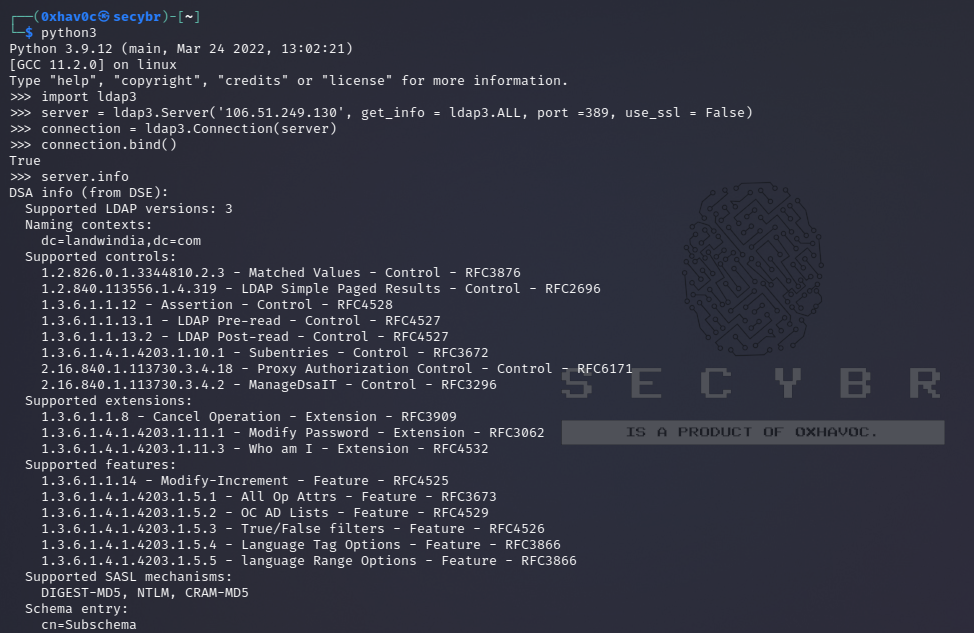 ┌──(0xhav0c㉿secybr)-[~]
└─$ python3
Python 3.9.12 (main, Mar 24 2022, 13:02:21)
[GCC 11.2.0] on linux
Type "help", "copyright", "credits" or "license" for more information.
>>> import ldap3
>>> server = ldap3.Server('106.51.249.130', get_info = ldap3.ALL, port =389, use_ssl = False)
>>> connection = ldap3.Connection(server)
>>> connection.bind()
True
>>> server.info
DSA info (from DSE):
  Supported LDAP versions: 3
  Naming contexts:
    dc=landwindia,dc=com
  Supported controls:
    1.2.826.0.1.3344810.2.3 - Matched Values - Control - RFC3876
    1.2.840.113556.1.4.319 - LDAP Simple Paged Results - Control - RFC2696
    1.3.6.1.1.12 - Assertion - Control - RFC4528
    1.3.6.1.1.13.1 - LDAP Pre-read - Control - RFC4527
    1.3.6.1.1.13.2 - LDAP Post-read - Control - RFC4527
    1.3.6.1.4.1.4203.1.10.1 - Subentries - Control - RFC3672
    2.16.840.1.113730.3.4.18 - Proxy Authorization Control - Control - RFC6171
    2.16.840.1.113730.3.4.2 - ManageDsaIT - Control - RFC3296
  Supported extensions:
    1.3.6.1.1.8 - Cancel Operation - Extension - RFC3909
    1.3.6.1.4.1.4203.1.11.1 - Modify Password - Extension - RFC3062
    1.3.6.1.4.1.4203.1.11.3 - Who am I - Extension - RFC4532
  Supported features:
    1.3.6.1.1.14 - Modify-Increment - Feature - RFC4525
    1.3.6.1.4.1.4203.1.5.1 - All Op Attrs - Feature - RFC3673
    1.3.6.1.4.1.4203.1.5.2 - OC AD Lists - Feature - RFC4529
    1.3.6.1.4.1.4203.1.5.3 - True/False filters - Feature - RFC4526
    1.3.6.1.4.1.4203.1.5.4 - Language Tag Options - Feature - RFC3866
    1.3.6.1.4.1.4203.1.5.5 - language Range Options - Feature - RFC3866
  Supported SASL mechanisms:
    DIGEST-MD5, NTLM, CRAM-MD5
  Schema entry:
    cn=Subschema
SECYBR
IS A PRODUCT OF 0XHAV0C.